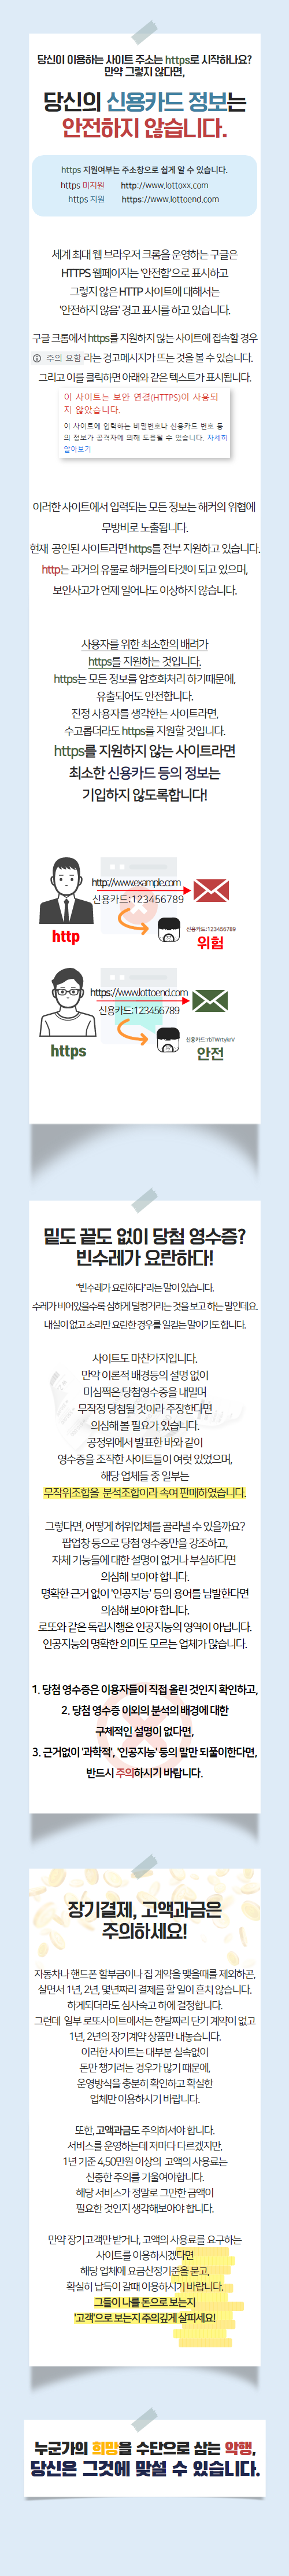 당신이 이용하는 사이트 주소는 https로 시작하나요?
만약 그렇지 않다면,
당신의 신용카드 정보는
안전하지 않습니다.
https 지원여부는 주소창으로 쉽게 알 수 있습니다.
https 미지원 http://www.lottoxx.com
https 지원 https://www.lottoend.com
세계 최대 웹 브라우저 크롬을 운영하는 구글은
HTTPS 웹페이지는 '안전함'으로 표시하고
그렇지 않은 HTTP 사이트에 대해서는
'안전하지 않음' 경고 표시를 하고 있습니다.
구글 크롬에서 https를 지원하지 않는 사이트에 접속할 경우
주의 요함 라는 경고메시지가 뜨는 것을 볼 수 있습니다.
그리고 이를 클릭하면 아래와 같은 텍스트가 표시됩니다.
이 사이트는 보안 연결(HTTPS)이 사용되
지 않았습니다.
이 사이트에 입력하는 비밀번호나 신용카드 번호 등
의 정보가 공격자에 의해 도용될 수 있습니다. 자세히
알아보기
이러한 사이트에서 입력되는 모든 정보는 해커의 위협에
무방비로 노출됩니다.
현재 공인된 사이트라면 https를 전부 지원하고 있습니다.
http는 과거의 유물로 해커들의 타겟이 되고 있으며,
보안사고가 언제 일어나도 이상하지 않습니다.
사용자를 위한 최소한의 배려가
https를 지원하는 것입니다.
https는 모든 정보를 암호화처리 하기때문에,
유출되어도 안전합니다.
진정 사용자를 생각하는 사이트라면,
수고롭더라도 https를 지원할 것입니다.
https를 지원하지 않는 사이트라면
최소한 신용카드 등의 정보는
기입하지 않도록합니다!
http://www.example.com
신용카드:123456789
신용카드:123456789
http
위험
https://www.lottoend.com
신용카드:123456789
https
안전
밑도 끝도 없이 당첨 영수증?
빈수레가 요란하다!
"빈수레가 요란하다"라는 말이 있습니다.
수레가 비어있을수록 심하게 덜컹거리는 것을 보고 하는 말인데요.
내실이 없고 소리만 요란한 경우를 일컫는 말이기도 합니다.
사이트도 마찬가지입니다.
만약 이론적 배경등의 설명 없이
미심쩍은 당첨영수증을 내밀며
무작정 당첨될 것이라 주장한다면
의심해 볼 필요가 있습니다.
공정위에서 발표한 바와 같이
영수증을 조작한 사이트들이 여럿 있었으며,
해당 업체들 중 일부는
무작위조합을 분석조합이라 속여 판매하였습니다.
그렇다면, 어떻게 허위업체를 골라낼 수 있을까요?
팝업창 등으로 당첨 영수증만을 강조하고,
자체 기능들에 대한 설명이 없거나 부실하다면
의심해 보아야 합니다.
명확한 근거 없이 '인공지능' 등의 용어를 남발한다면
의심해 보아야 합니다.
로또와 같은 독립시행은 인공지능의 영역이 아닙니다.
인공지능의 명확한 의미도 모르는 업체가 많습니다.
1. 당첨 영수증은 이용자들이 직접 올린 것인지 확인하고,
2. 당첨 영수증 이외의 분석의 배경에 대한
구체적인 설명이 없다면,
3. 근거없이 '과학적', '인공지능' 등의 말만 되풀이한다면,
반드시 주의하시기 바랍니다.
장기결제, 고액과금은
주의하세요!
자동차나 핸드폰 할부금이나 집 계약을 맺을때를 제외하곤,
살면서 1년, 2년, 몇년짜리 결제를 할 일이 흔치 않습니다.
하게되더라도 심사숙고 하에 결정합니다.
그런데 일부 로또사이트에서는 한달짜리 단기 계약이 없고
1년, 2년의 장기계약 상품만 내놓습니다.
이러한 사이트는 대부분 실속없이
돈만 챙기려는 경우가 많기 때문에,
운영방식을 충분히 확인하고 확실한
업체만 이용하시기 바랍니다.
또한, 고액과금도 주의하셔야 합니다.
서비스를 운영하는데 저마다 다르겠지만,
1년 기준 4,50만원 이상의 고액의 사용료는
신중한 주의를 기울여야합니다.
해당 서비스가 정말로 그만한 금액이
필요한 것인지 생각해보아야 합니다.
만약 장기고객만 받거나, 고액의 사용료를 요구하는
사이트를 이용하시겠다면
해당 업체에 요금산정기준을 묻고,
확실히 납득이 갈때 이용하시기 바랍니다.
그들이 나를 돈으로 보는지
'고객'으로 보는지 주의깊게 살피세요!
누군가의 희망을 수단으로 삼는 악행,
당신은 그것에 맞설 수 있습니다.